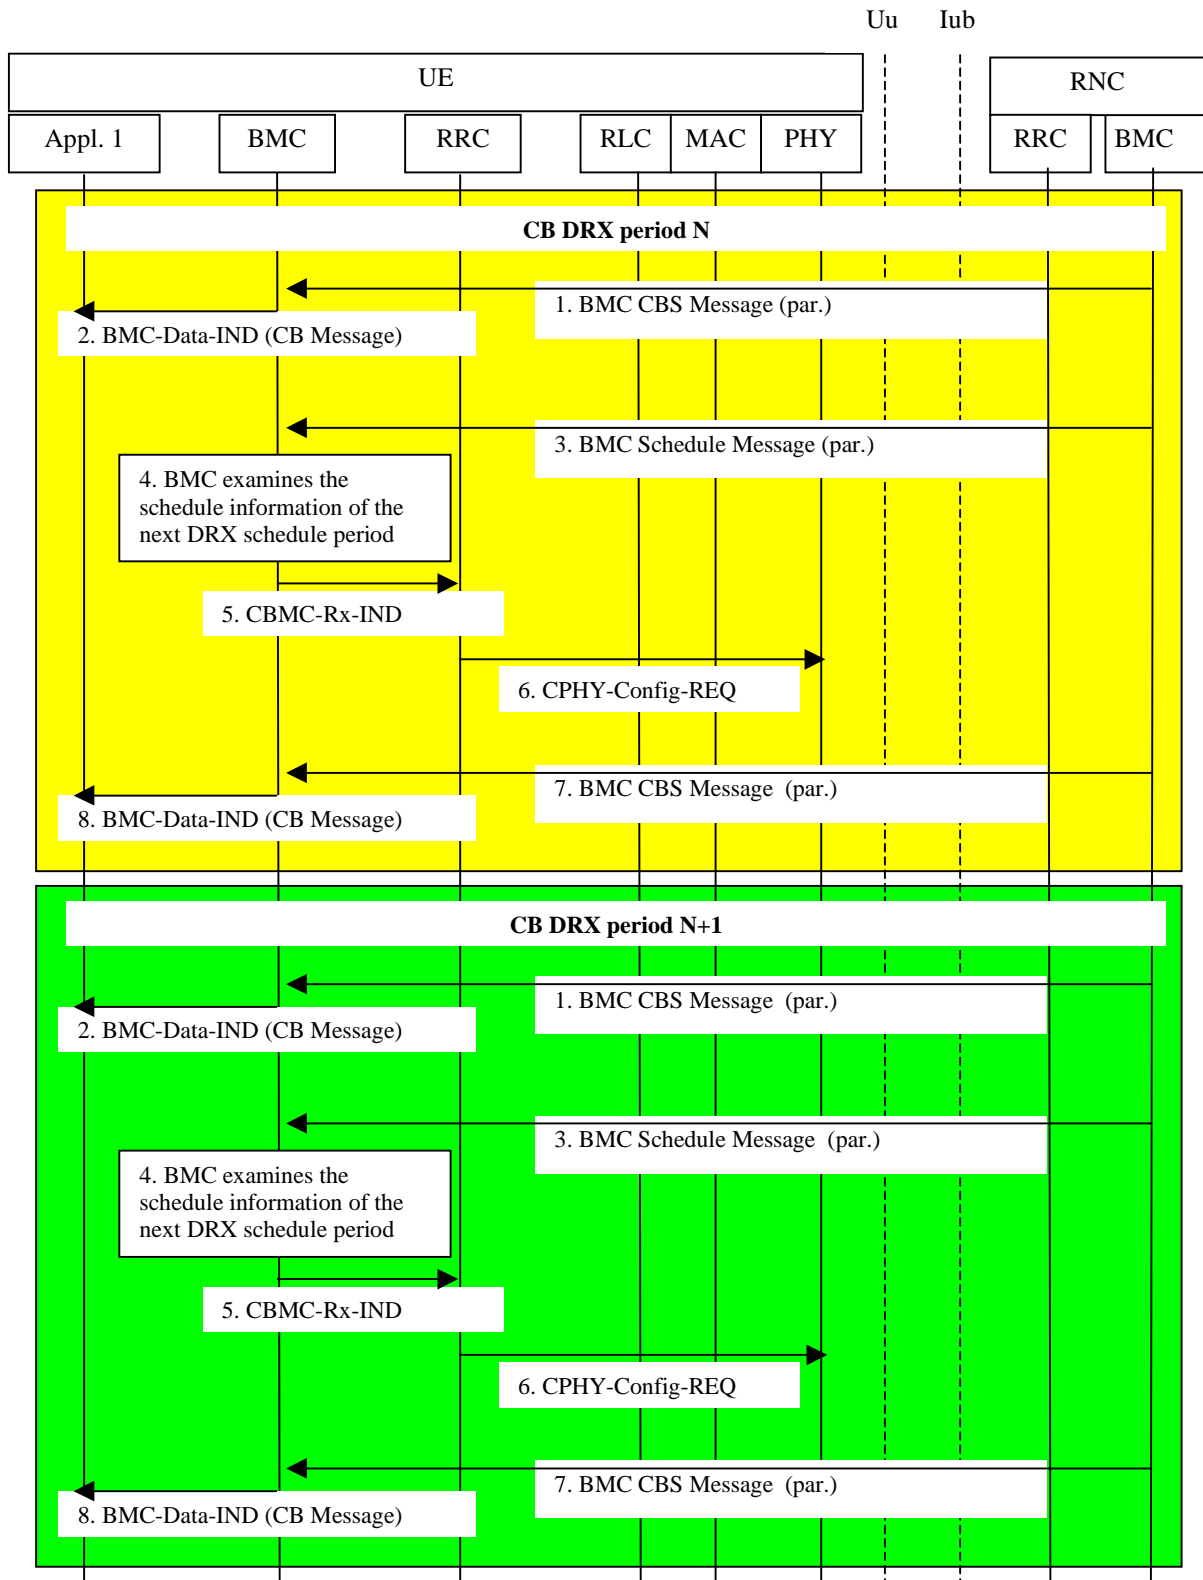 Uu Iub
UE
RNC
Appl. 1 BMC RRC RLC MAC PHY RRC BMC
CB DRX period N
1. BMC CBS Message (par.)
2. BMC-Data-IND (CB Message)
3. BMC Schedule Message (par.)
4. BMC examines the
schedule information of the
next DRX schedule period
5. CBMC-Rx-IND
6. CPHY-Config-REQ
7. BMC CBS Message (par.)
8. BMC-Data-IND (CB Message)
CB DRX period N+1
1. BMC CBS Message (par.)
2. BMC-Data-IND (CB Message)
3. BMC Schedule Message (par.)
4. BMC examines the
schedule information of the
next DRX schedule period
5. CBMC-Rx-IND
6. CPHY-Config-REQ
7. BMC CBS Message (par.)
8. BMC-Data-IND (CB Message)